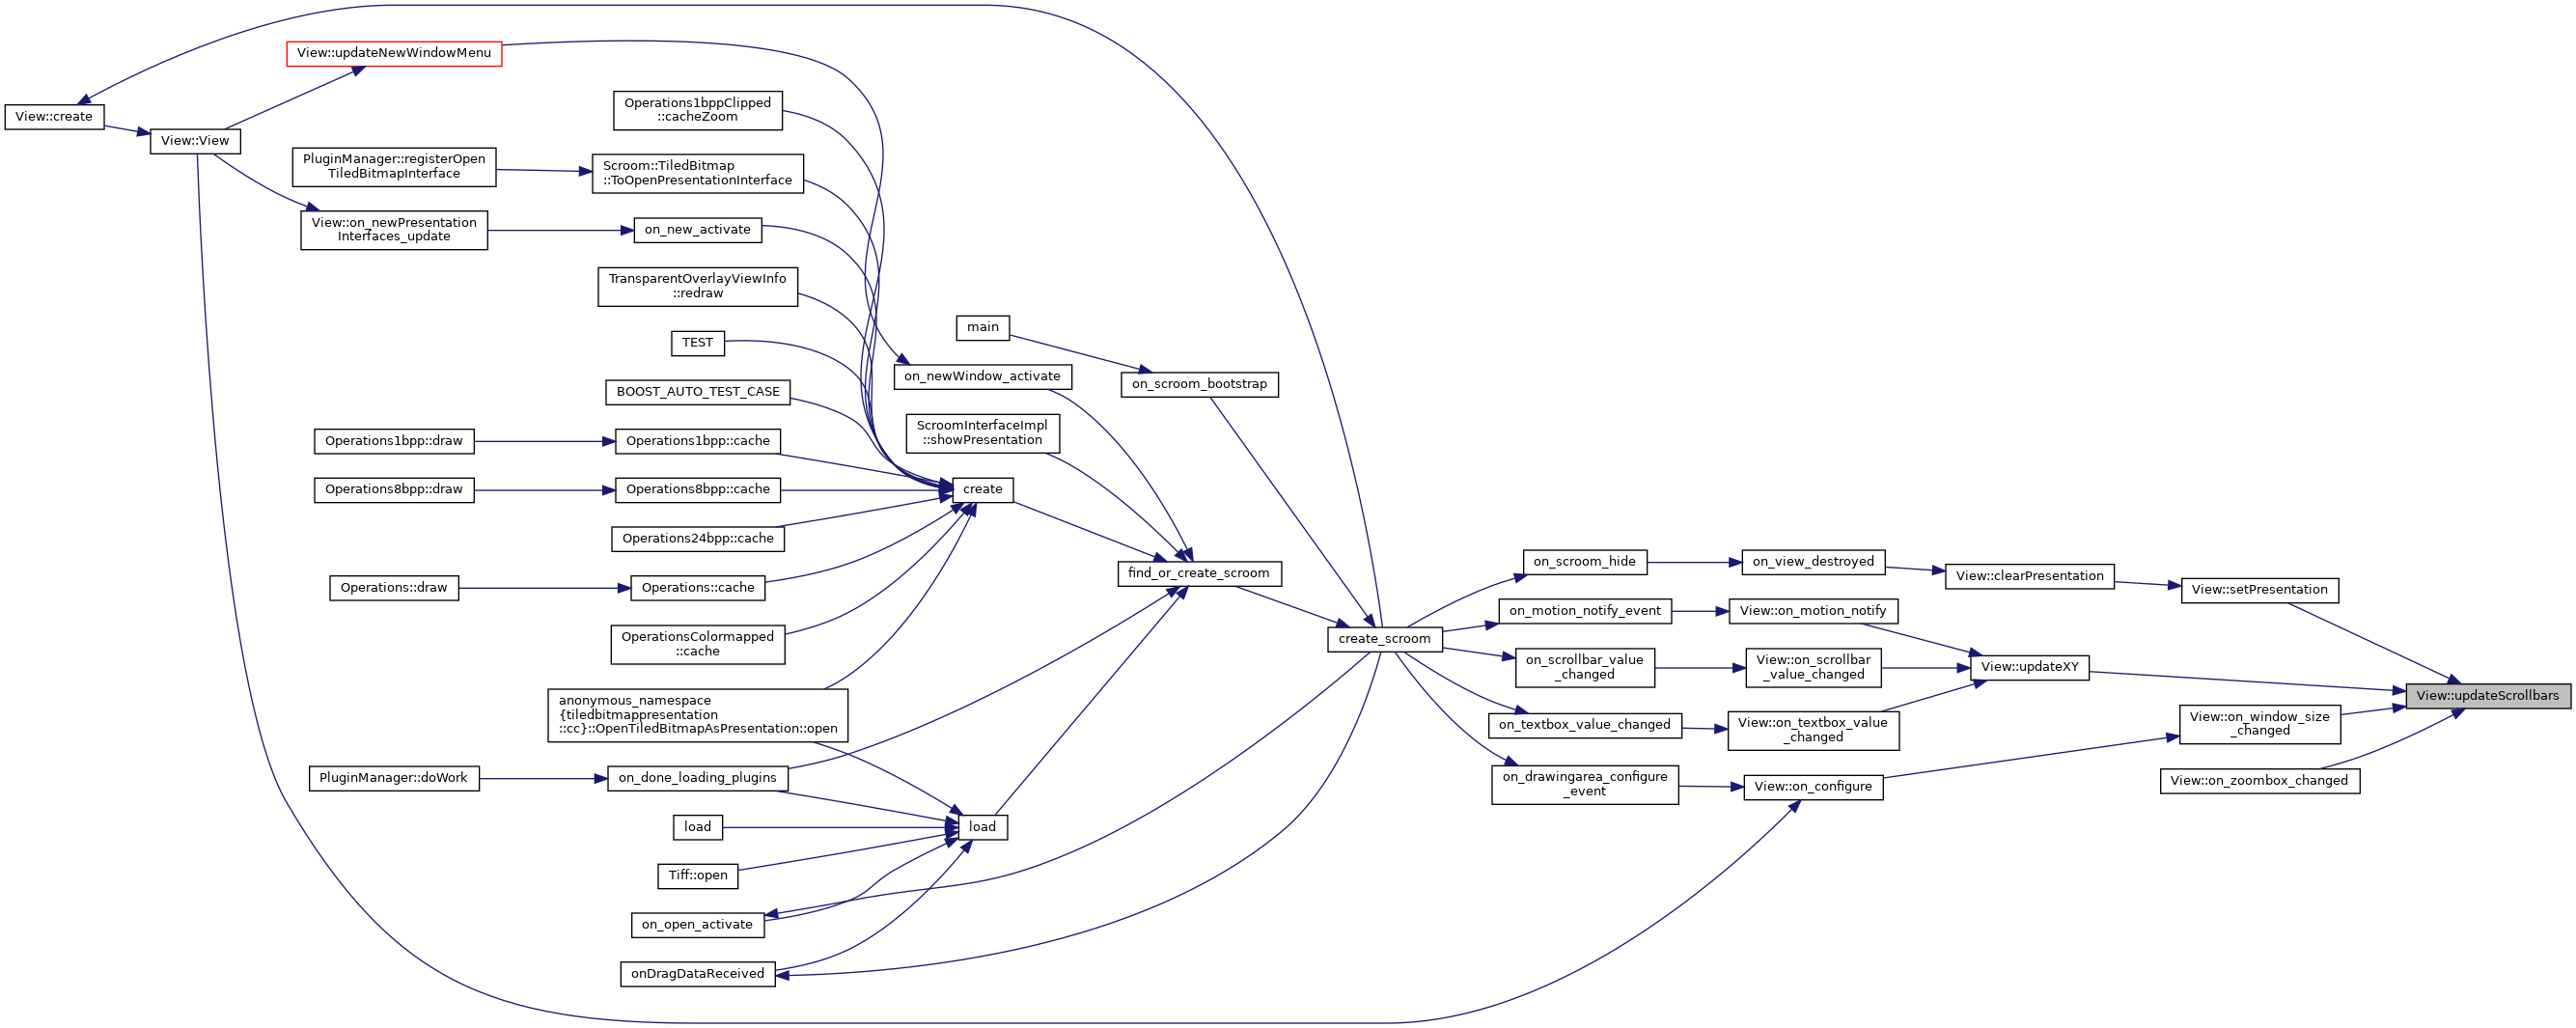 View::updateNewWindowMenu
View::create
View::View
PluginManager::registerOpen
TiledBitmapInterface
View::on_newPresentation
Interfaces_update
Operations1bppClipped
::cacheZoom
Scroom::TiledBitmap
::ToOpenPresentationInterface
on_new_activate
TransparentOverlayViewInfo
::redraw
TEST
BOOST_AUTO_TEST_CASE
Operations1bpp::draw
Operations1bpp::cache
Operations8bpp::draw
Operations8bpp::cache
Operations24bpp::cache
Operations::draw
Operations::cache
OperationsColormapped
::cache
anonymous_namespace
{tiledbitmappresentation
::cc}::OpenTiledBitmapAsPresentation::open
PluginManager::doWork
on_done_loading_plugins
load
Tiff::open
on_open_activate
onDragDataReceived
main
on_newWindow_activate
ScroomInterfaceImpl
::showPresentation
create
load
on_scroom_bootstrap
find_or_create_scroom
create_scroom
on_scroom_hide
on_motion_notify_event
on_scrollbar_value
_changed
on_textbox_value_changed
on_drawingarea_configure
_event
on_view_destroyed
View::on_motion_notify
View::on_scrollbar
_value_changed
View::on_textbox_value
_changed
View::on_configure
View::clearPresentation
View::updateXY
View::setPresentation
View::on_window_size
_changed
View::on_zoombox_changed
View::updateScrollbars